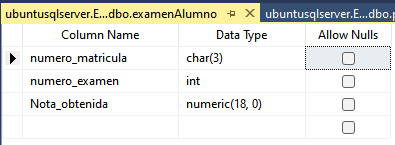 ubuntusqlserver.E...dbo.examenAlumno ubuntusqlserver.E...dbo.p
Column Name Data Type Allow Nulls
numero_matricula char(3)
numero_examen int
Nota_obtenida numeric(18, 0)